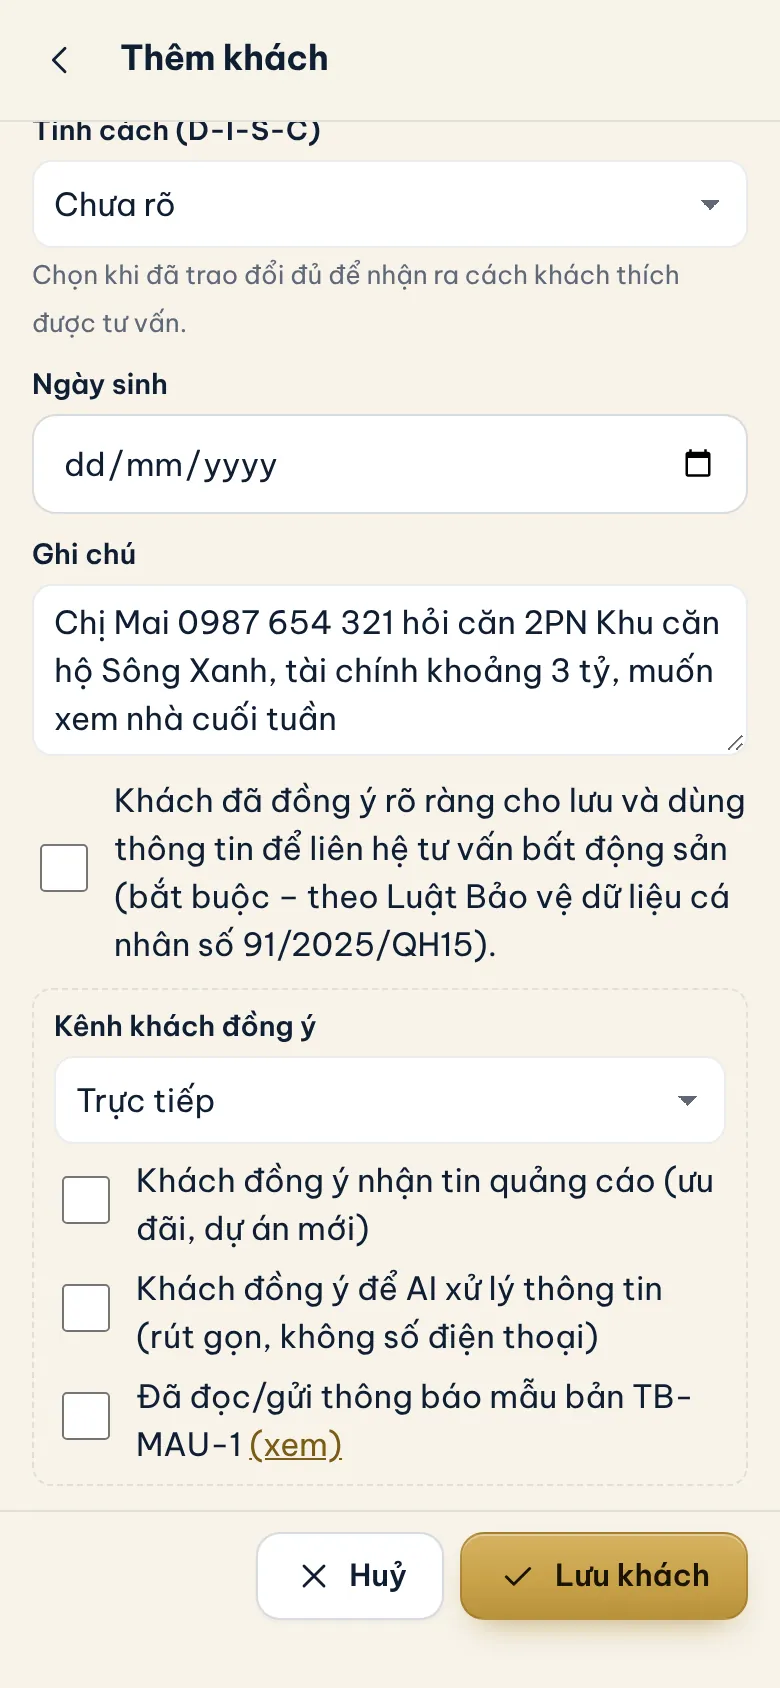 Thêm khách
Tính cách (D-I-S-C)
Chưa rõ
Chọn khi đã trao đổi đủ để nhận ra cách khách thích
được tư vấn.
Ngày sinh
dd/mm/yyyy
Ghi chú
Chị Mai 0987 654 321 hỏi căn 2PN Khu căn
hộ Sông Xanh, tài chính khoảng 3 tỷ, muốn
xem nhà cuối tuần
Khách đã đồng ý rõ ràng cho lưu và dùng
thông tin để liên hệ tư vấn bất động sản
(bắt buộc – theo Luật Bảo vệ dữ liệu cá
nhân số 91/2025/QH15).
Kênh khách đồng ý
Trực tiếp
Khách đồng ý nhận tin quảng cáo (ưu
đãi, dự án mới)
Khách đồng ý để AI xử lý thông tin
(rút gọn, không số điện thoại)
Đã đọc/gửi thông báo mẫu bản TB-
MAU-1 (xem)
Huỷ
Lưu khách